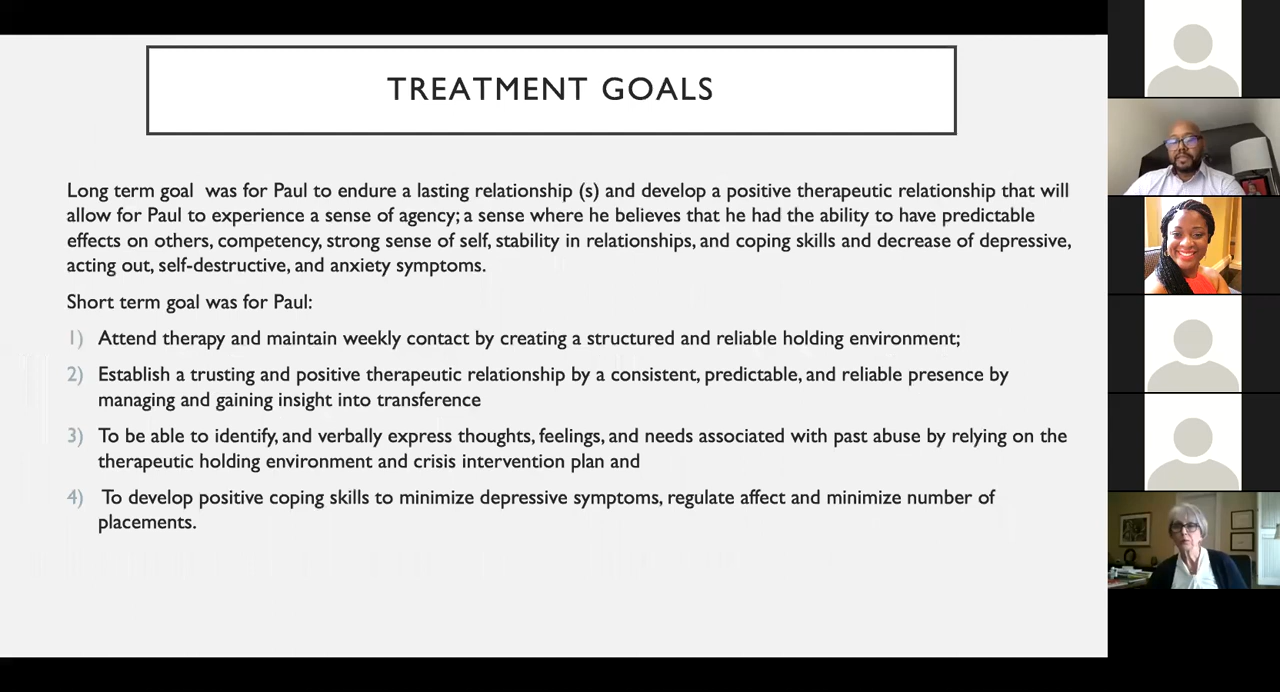 TREATMENT GOALS
Long term goal was for Paul to endure a lasting relationship (s) and develop a positive therapeutic relationship that will
allow for Paul to experience a sense of agency; a sense where he believes that he had the ability to have predictable
effects on others, competency, strong sense of self, stability in relationships, and coping skills and decrease of depressive,
acting out, self-destructive, and anxiety symptoms.
Short term goal was for Paul:
1) Attend therapy and maintain weekly contact by creating a structured and reliable holding environment;
2) Establish a trusting and positive therapeutic relationship by a consistent, predictable, and reliable presence by
managing and gaining insight into transference
3) To be able to identify, and verbally express thoughts, feelings, and needs associated with past abuse by relying on the
therapeutic holding environment and crisis intervention plan and
4) To develop positive coping skills to minimize depressive symptoms, regulate affect and minimize number of
placements.